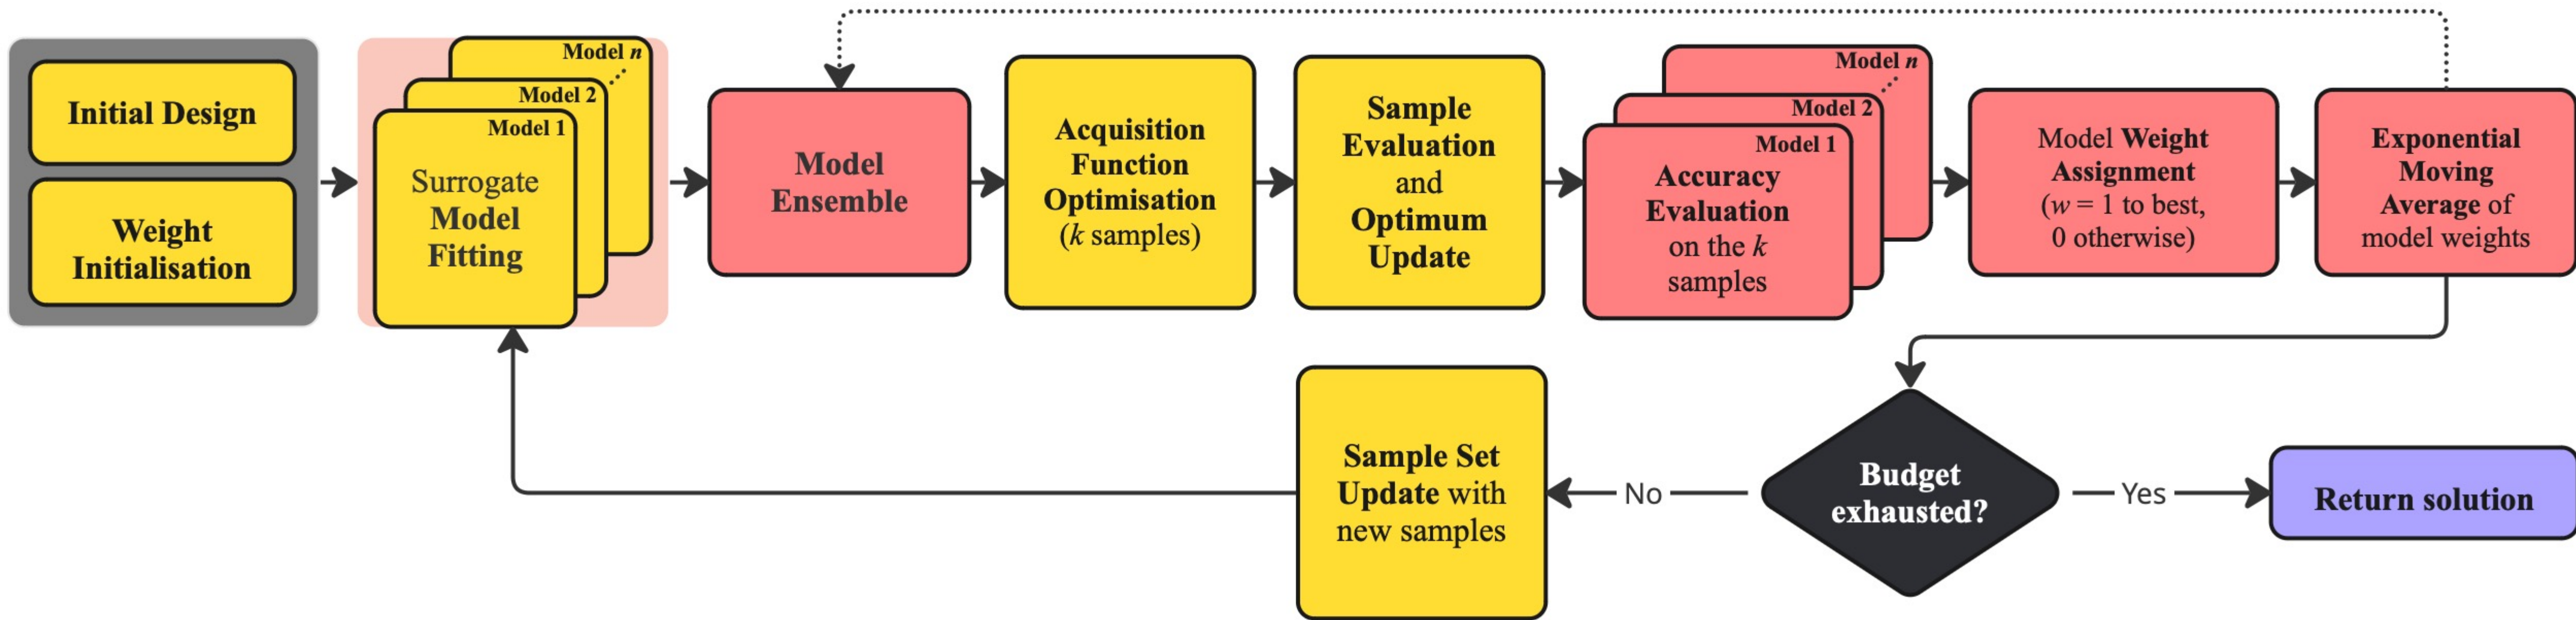 Initial Design
Weight
Initialisation
Model n
Model 2
Model 1
Surrogate
Model
Fitting
Model
Ensemble
Acquisition
Function
Optimisation
(k samples)
Sample
Evaluation
and
Optimum
Update
Model n
Model 2
Model 1
Accuracy
Evaluation
on the k
samples
Model Weight
Assignment
(w = 1 to best,
0 otherwise)
Exponential
Moving
Average of
model weights
Budget
exhausted?
No
Yes
Sample Set
Update with
new samples
Return solution